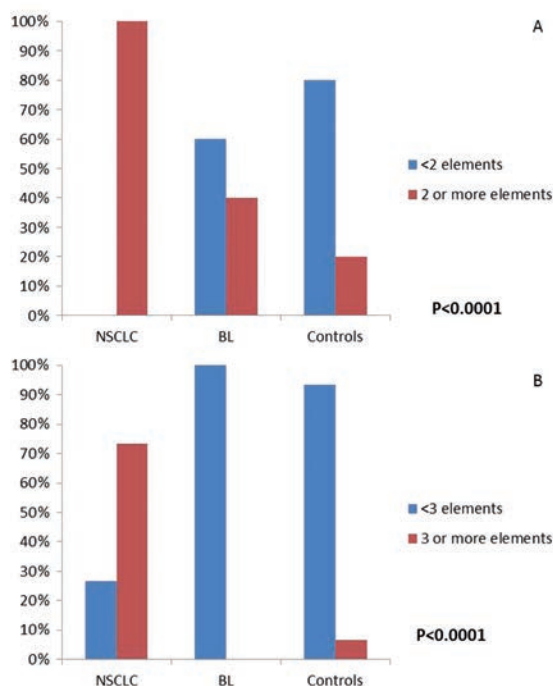 A
100%
90%
80%
70%
60%
50%
40%
30%
20%
10%
0%
<2 elements
2 or more elements
P<0.0001
NSCLC BL Controls
B
100%
90%
80%
70%
60%
50%
40%
30%
20%
10%
0%
<3 elements
3 or more elements
P<0.0001
NSCLC BL Controls